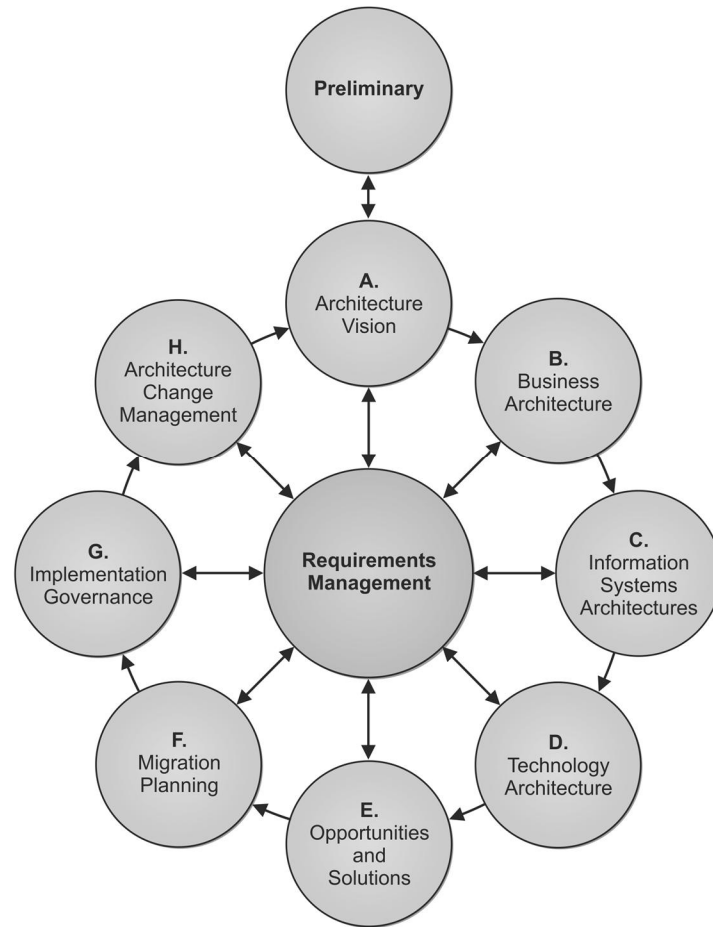 Preliminary
A.
Architecture
Vision
B.
Business
Architecture
C.
Information
Systems
Architectures
D.
Technology
Architecture
E.
Opportunities
and
Solutions
F.
Migration
Planning
G.
Implementation
Governance
H.
Architecture
Change
Management
Requirements
Management